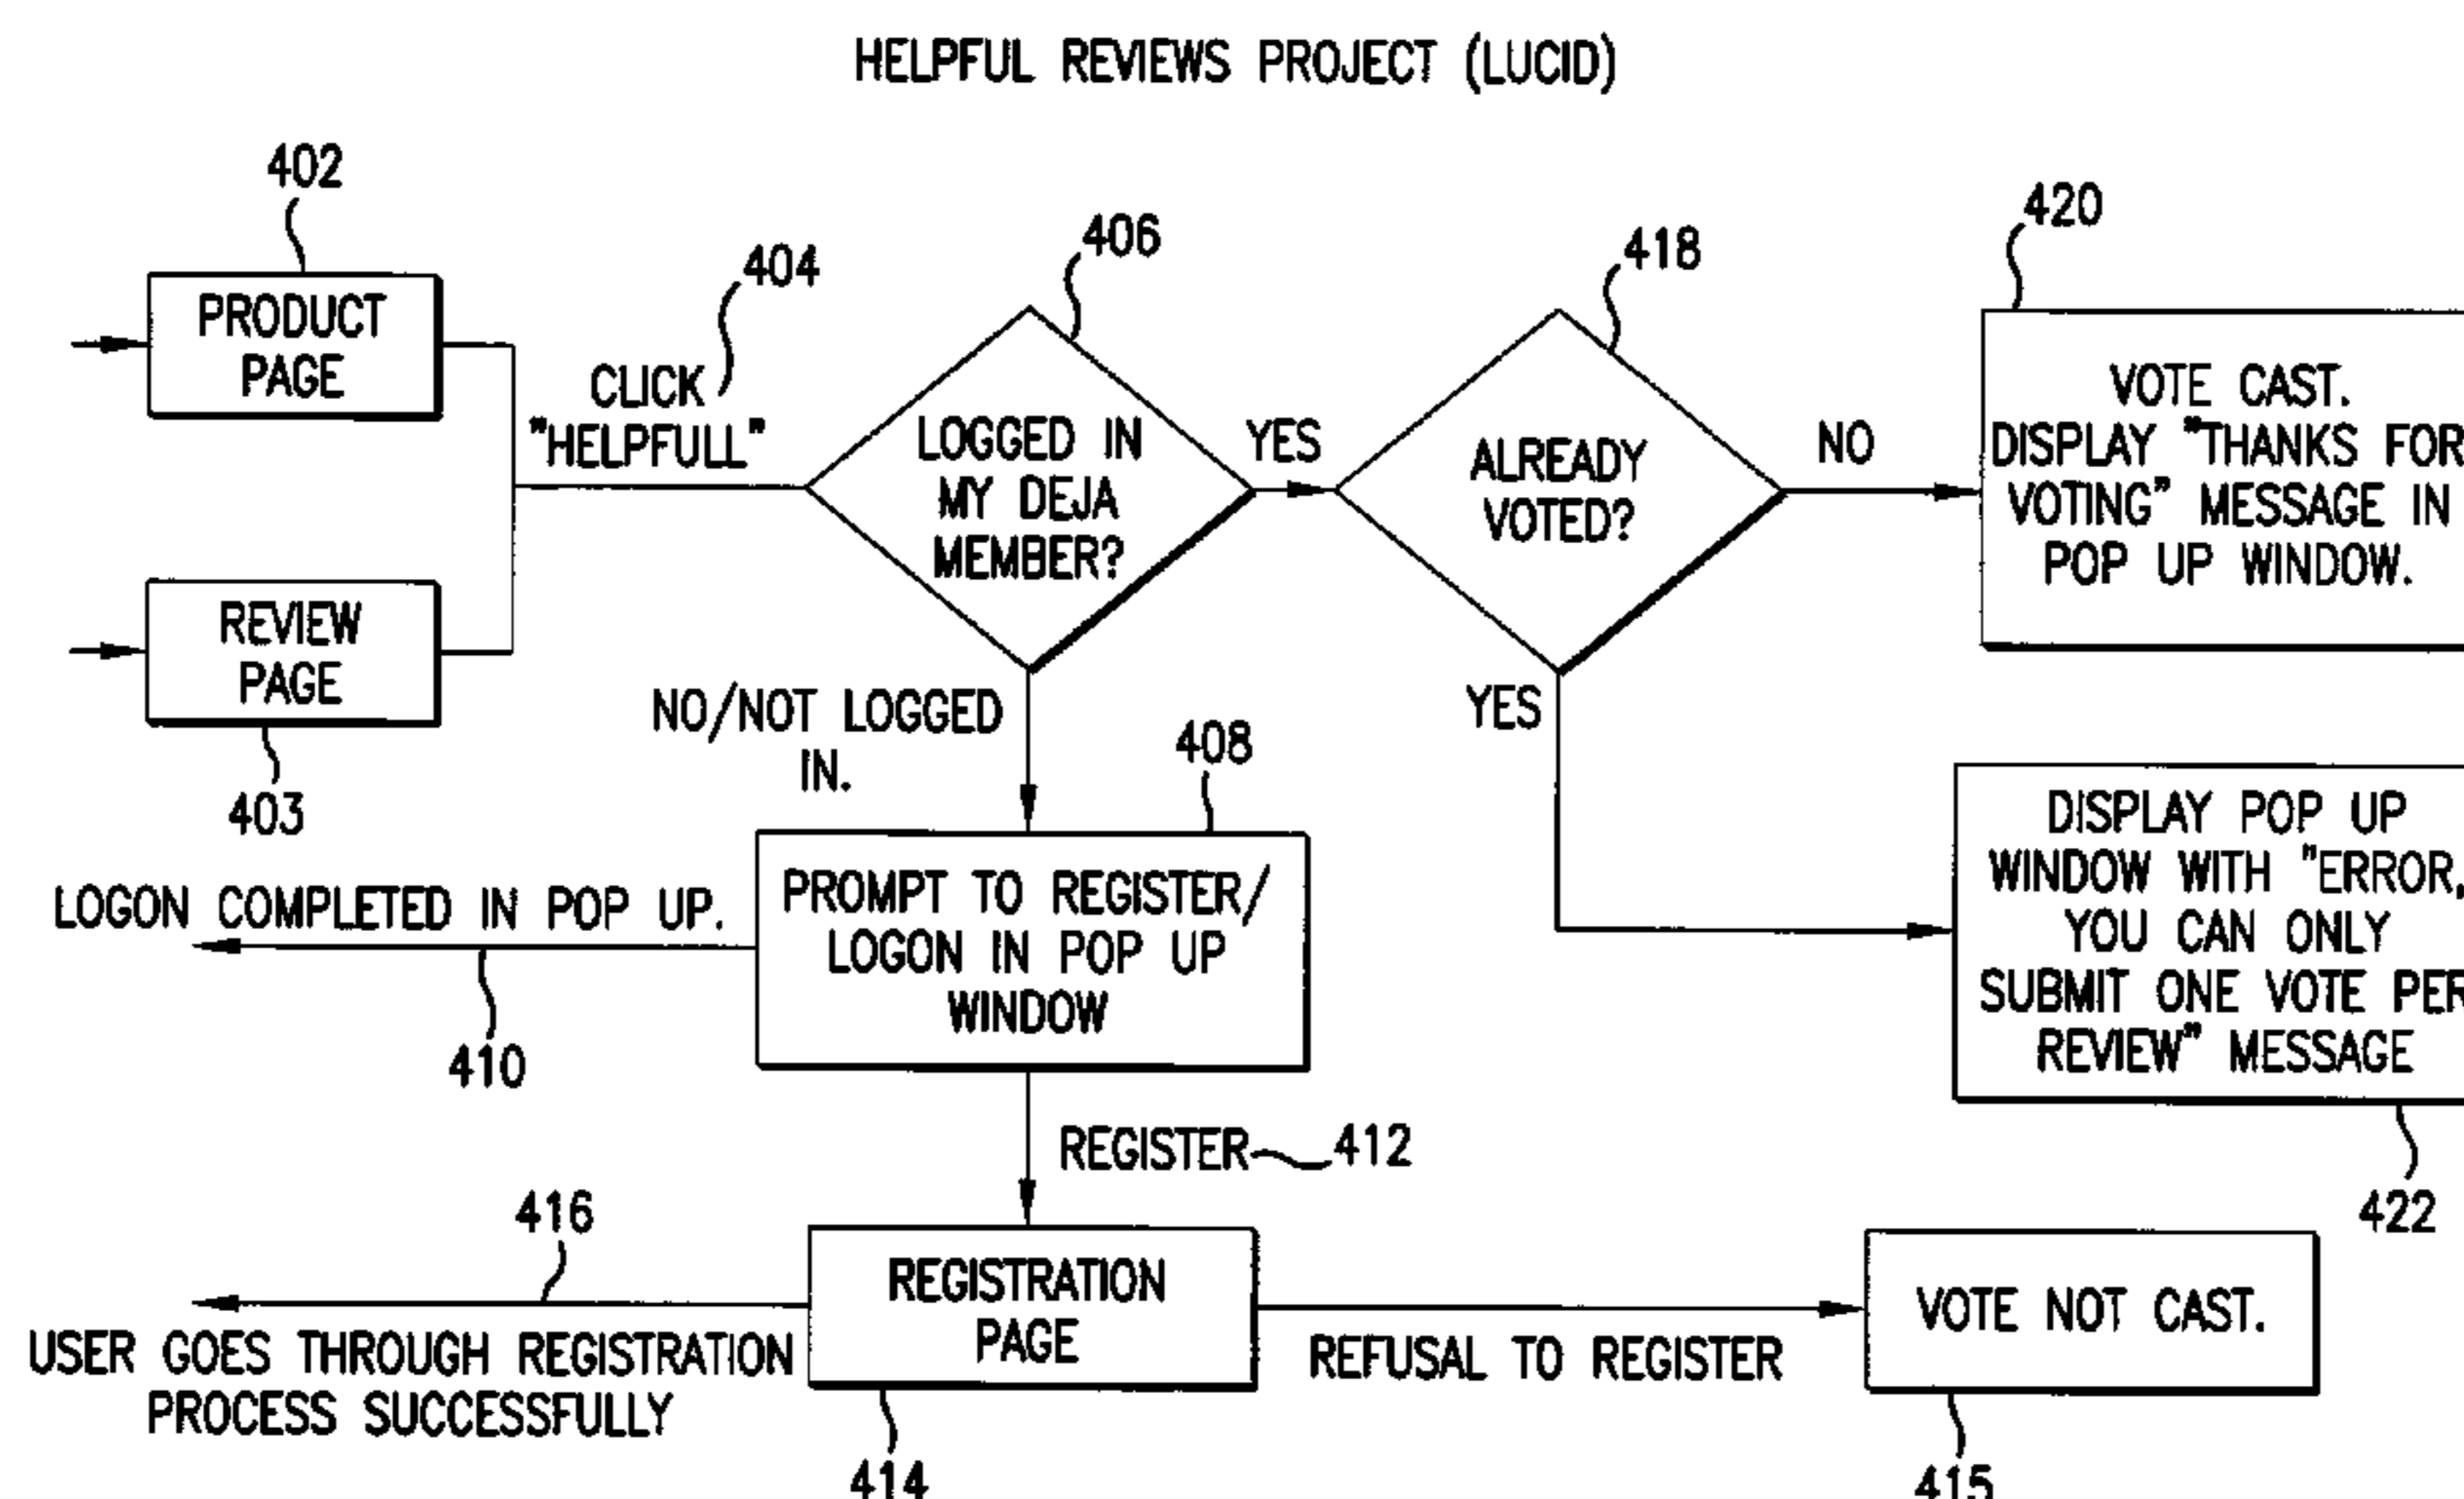 HELPFUL REVIEWS PROJECT (LUCID)
402
PRODUCT
PAGE
REVIEW
PAGE
403
404
CLICK
"HELPFULL"
406
LOGGED IN
MY DEJA
MEMBER?
YES
NO/NOT LOGGED
IN.
418
ALREADY
VOTED?
NO
YES
420
VOTE CAST.
DISPLAY "THANKS FOR
VOTING" MESSAGE IN
POP UP WINDOW.
DISPLAY POP UP
WINDOW WITH "ERROR,
YOU CAN ONLY
SUBMIT ONE VOTE PER
REVIEW" MESSAGE
422
408
PROMPT TO REGISTER/
LOGON IN POP UP
WINDOW
LOGON COMPLETED IN POP UP.
410
REGISTER 412
416
USER GOES THROUGH REGISTRATION
PROCESS SUCCESSFULLY
REGISTRATION
PAGE
414
REFUSAL TO REGISTER
VOTE NOT CAST.
415